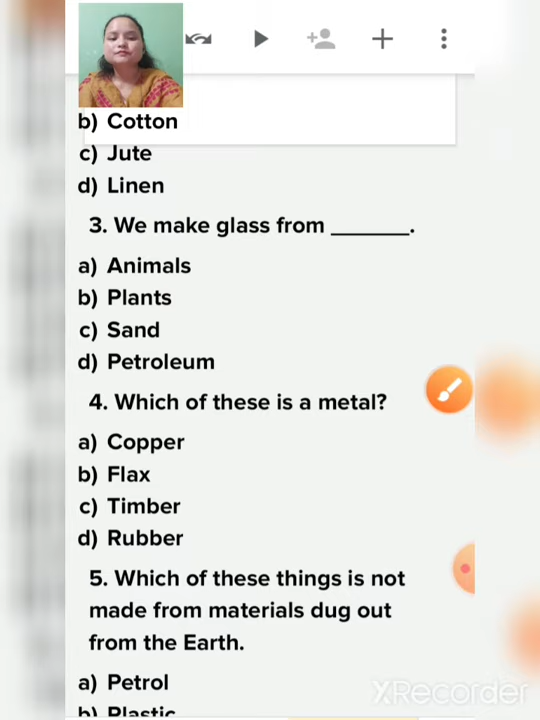 b) Cotton
c) Jute
d) Linen
3. We make glass from _______.
a) Animals
b) Plants
c) Sand
d) Petroleum
4. Which of these is a metal?
a) Copper
b) Flax
c) Timber
d) Rubber
5. Which of these things is not
made from materials dug out
from the Earth.
a) Petrol
b) Plastic
XRecorder